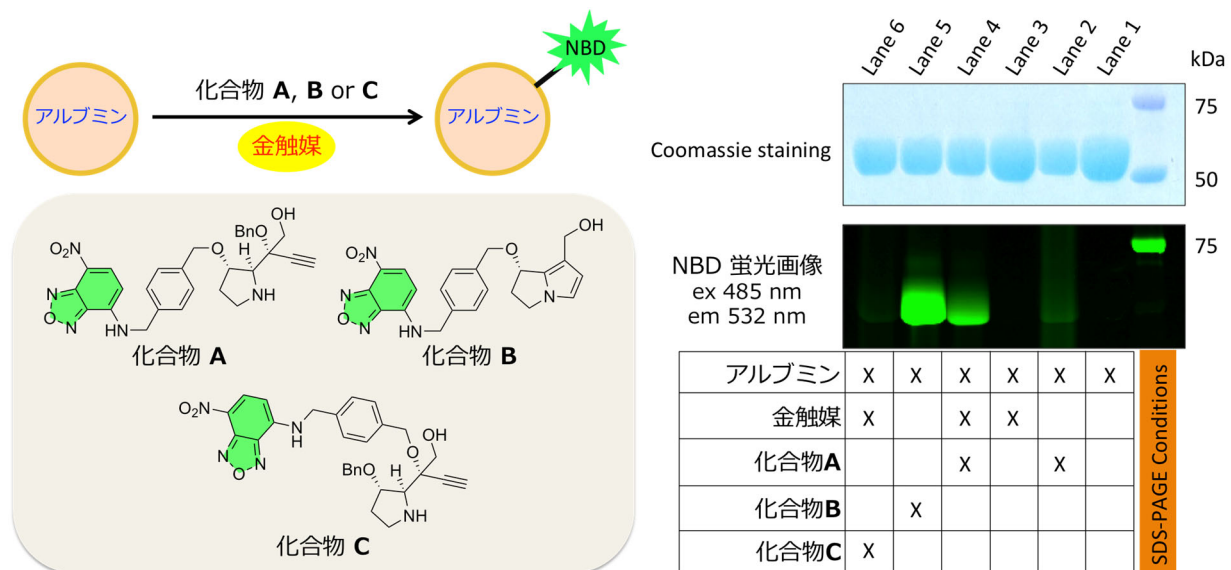 NBD
アルブミン
化合物 A, B or C
金触媒
アルブミン
O₂N
N
O
N
HN
O
BnO
H
OH
NH
化合物 A
O₂N
N
O
N
HN
O
OH
N
化合物 B
O₂N
N
O
N
N
H
OH
O
BnO
H
NH
化合物 C
Lane 6
Lane 5
Lane 4
Lane 3
Lane 2
Lane 1
kDa
75
Coomassie staining
50
75
NBD 蛍光画像
ex 485 nm
em 532 nm
アルブミン X X X X X X
金触媒 X X X
化合物A X X
化合物B X
化合物C X
SDS-PAGE Conditions